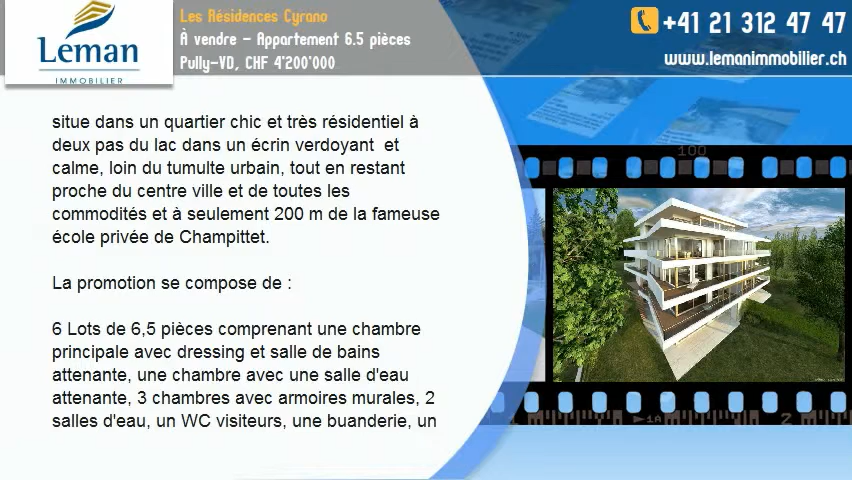 Leman
IMMOBILIER
Les Résidences Cyrano
À vendre – Appartement 6.5 pièces
Pully-VD, CHF 4'200'000
+41 21 312 47 47
www.lemanimmobilier.ch
situe dans un quartier chic et très résidentiel à
deux pas du lac dans un écrin verdoyant et
calme, loin du tumulte urbain, tout en restant
proche du centre ville et de toutes les
commodités et à seulement 200 m de la fameuse
école privée de Champittet.
La promotion se compose de :
6 Lots de 6,5 pièces comprenant une chambre
principale avec dressing et salle de bains
attenante, une chambre avec une salle d'eau
attenante, 3 chambres avec armoires murales, 2
salles d'eau, un WC visiteurs, une buanderie, un
100
1A
2